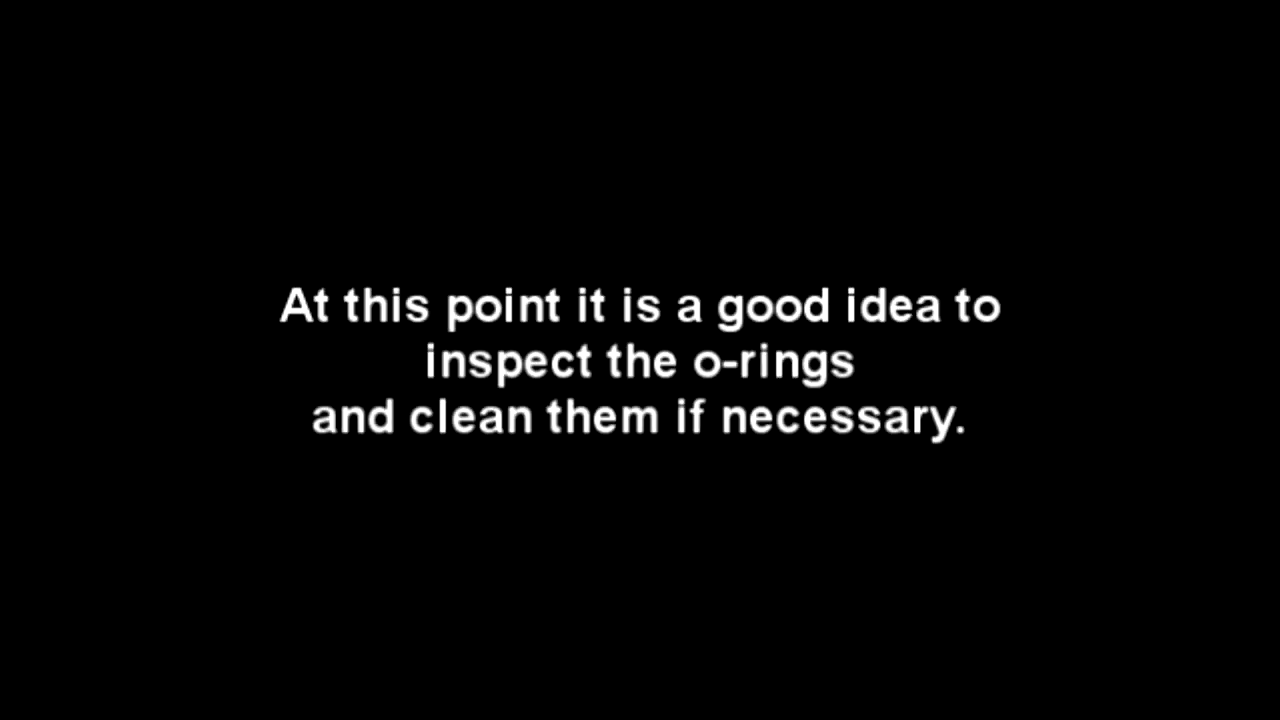 At this point it is a good idea to
inspect the o-rings
and clean them if necessary.